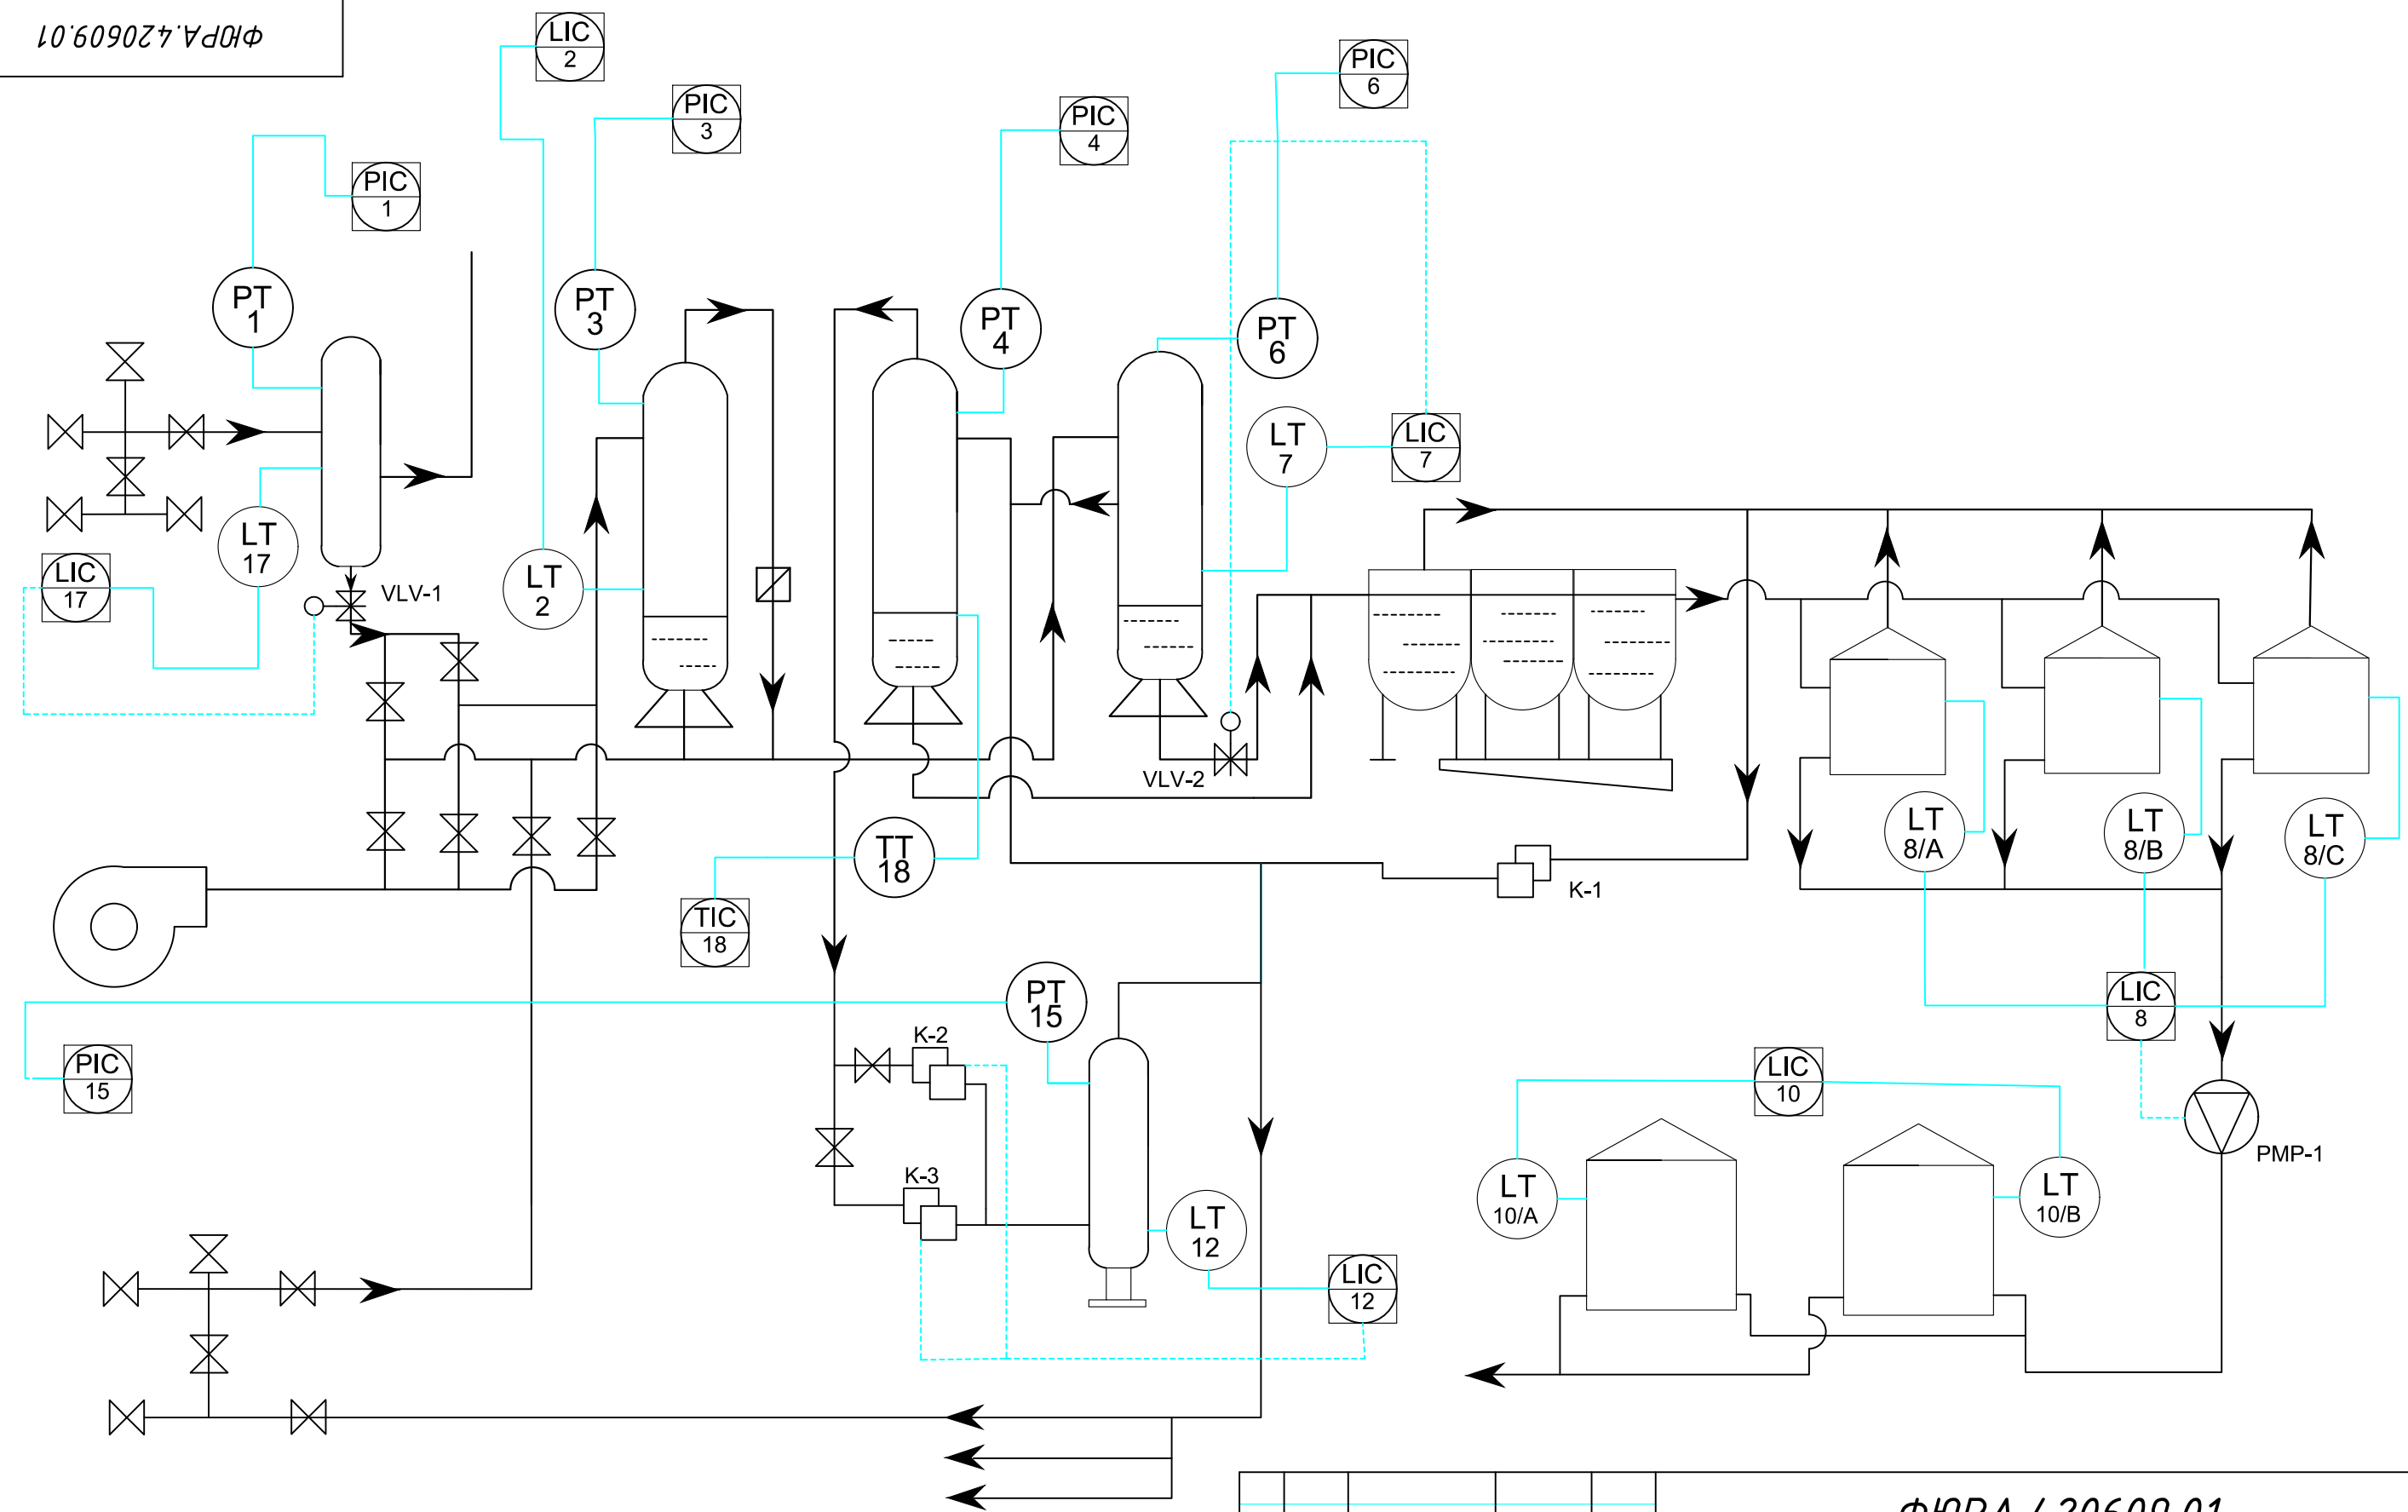 ФЮРА.420609.01
LIC
2
PIC
6
PIC
3
PIC
4
PIC
1
PT
1
PT
3
PT
4
PT
6
LT
7
LIC
7
LT
17
LIC
17
VLV-1
LT
2
VLV-2
LT
8/A
LT
8/B
LT
8/C
TT
18
K-1
TIC
18
PT
15
LIC
8
K-2
PIC
15
LIC
10
PMP-1
K-3
LT
10/A
LT
10/B
LT
12
LIC
12
ФЮРА.420609.01